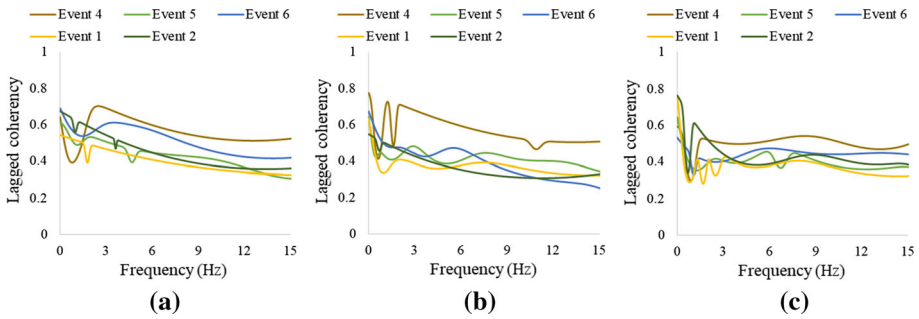 Event 4 Event 5 Event 6
Event 1 Event 2
Lagged coherency
1
0.8
0.6
0.4
0.2
0
0 3 6 9 12 15
Frequency (Hz)
(a)
Event 4 Event 5 Event 6
Event 1 Event 2
Lagged coherency
1
0.8
0.6
0.4
0.2
0
0 3 6 9 12 15
Frequency (Hz)
(b)
Event 4 Event 5 Event 6
Event 1 Event 2
Lagged coherency
1
0.8
0.6
0.4
0.2
0
0 3 6 9 12 15
Frequency (Hz)
(c)